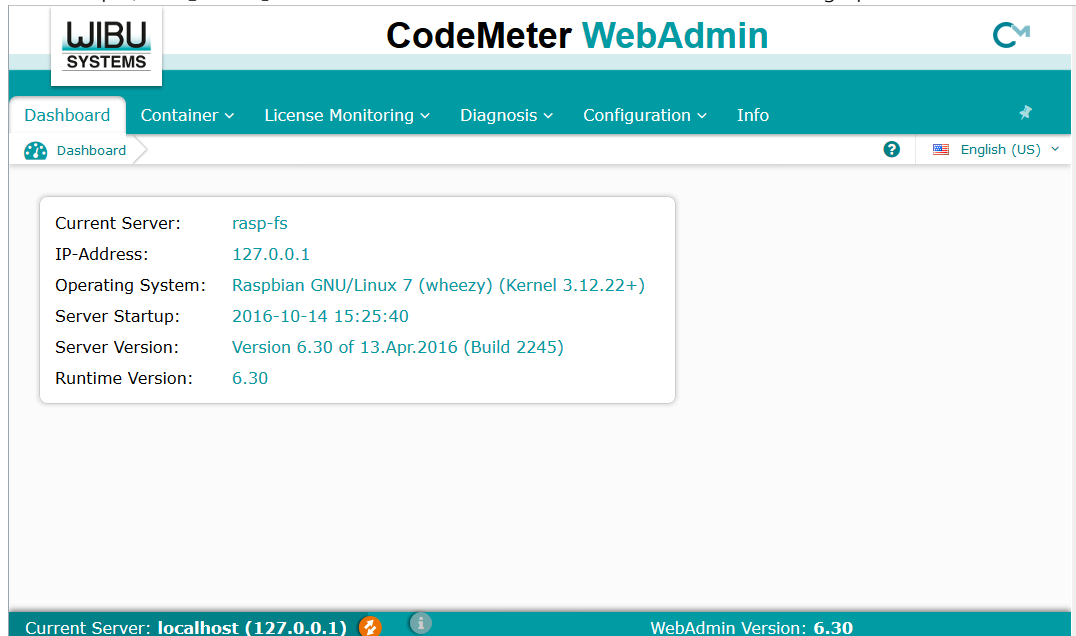 WIBU
SYSTEMS
CodeMeter WebAdmin
CM
Dashboard Container License Monitoring Diagnosis Configuration Info
Dashboard
? English (US)
Current Server: rasp-fs
IP-Address: 127.0.0.1
Operating System: Raspbian GNU/Linux 7 (wheezy) (Kernel 3.12.22+)
Server Startup: 2016-10-14 15:25:40
Server Version: Version 6.30 of 13.Apr.2016 (Build 2245)
Runtime Version: 6.30
Current Server: localhost (127.0.0.1) i WebAdmin Version: 6.30